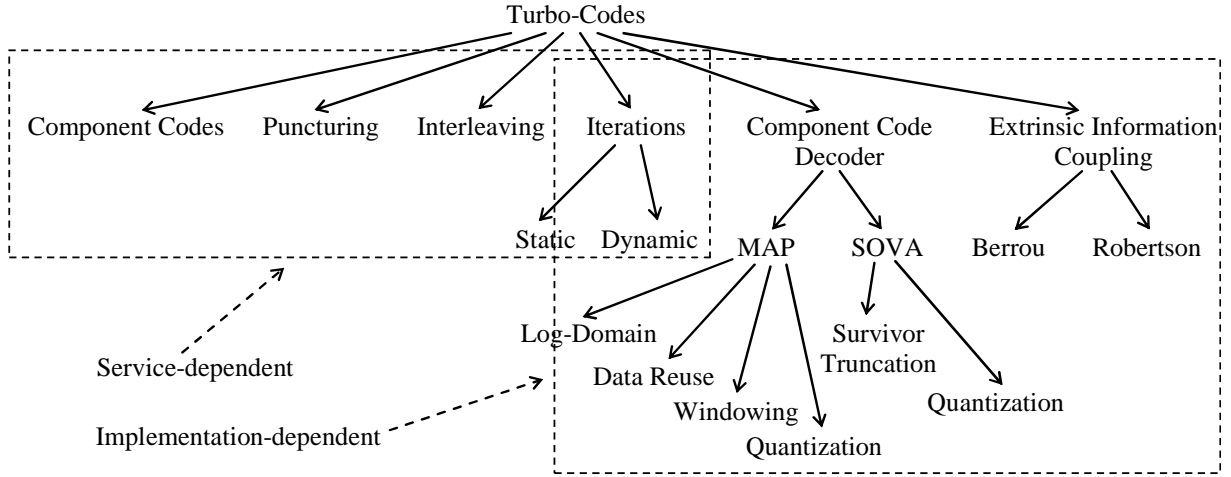 Turbo-Codes
Component Codes
Puncturing
Interleaving
Iterations
Component Code
Decoder
Extrinsic Information
Coupling
Static
Dynamic
MAP
SOVA
Berrou
Robertson
Log-Domain
Data Reuse
Windowing
Quantization
Survivor
Truncation
Quantization
Service-dependent
Implementation-dependent